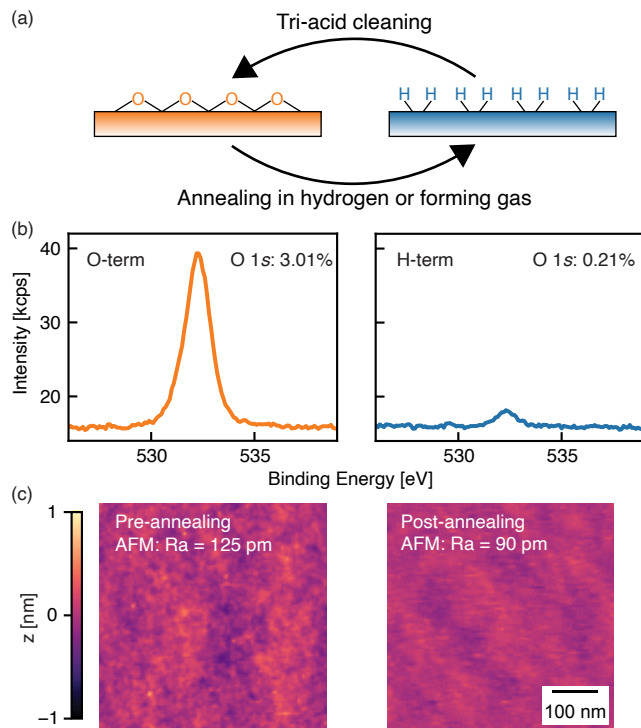 (a)
Tri-acid cleaning
O O O O
H H H H H H H H
Annealing in hydrogen or forming gas
(b)
O-term O 1s: 3.01%
H-term O 1s: 0.21%
Intensity [kcps]
40
30
20
530 535
530 535
Binding Energy [eV]
(c)
z [nm]
1
0
−1
Pre-annealing
AFM: Ra = 125 pm
Post-annealing
AFM: Ra = 90 pm
100 nm